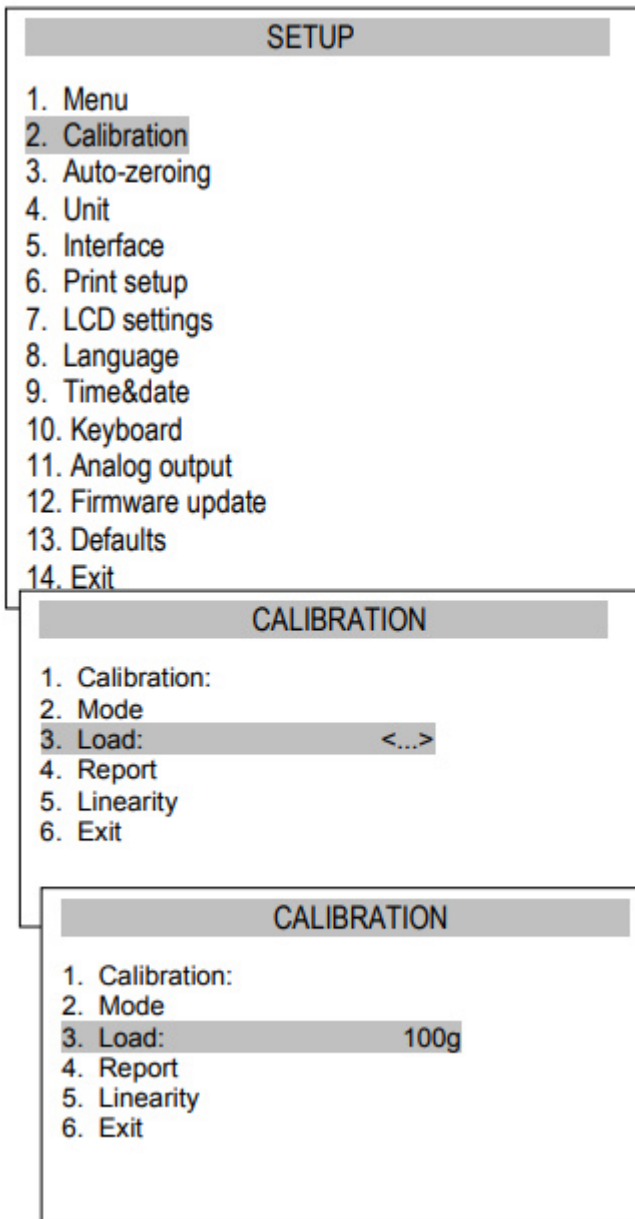 SETUP
1. Menu
2. Calibration
3. Auto-zeroing
4. Unit
5. Interface
6. Print setup
7. LCD settings
8. Language
9. Time&date
10. Keyboard
11. Analog output
12. Firmware update
13. Defaults
14. Exit
CALIBRATION
1. Calibration:
2. Mode
3. Load: <...>
4. Report
5. Linearity
6. Exit
CALIBRATION
1. Calibration:
2. Mode
3. Load: 100g
4. Report
5. Linearity
6. Exit